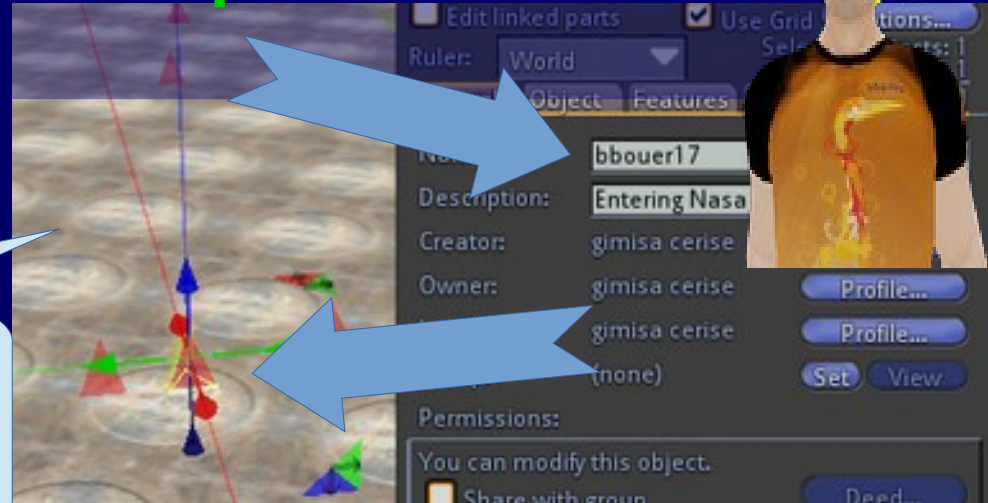 Edit linked parts
Use Grid
tions...
Ruler: World
Object Features
bbouer17
Description: Entering Nasa
Creator: gimisa cerise
Owner: gimisa cerise Profile...
gimisa cerise Profile...
(none) Set View
Permissions:
You can modify this object.
Share with group Deed...